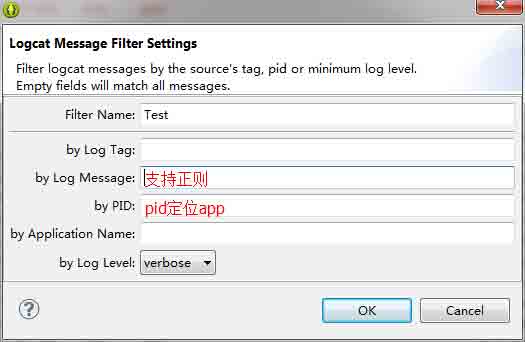 Logcat Message Filter Settings
Filter logcat messages by the source's tag, pid or minimum log level.
Empty fields will match all messages.
Filter Name: Test
by Log Tag:
by Log Message: 支持正则
by PID: pid定位app
by Application Name:
by Log Level: verbose
? OK Cancel